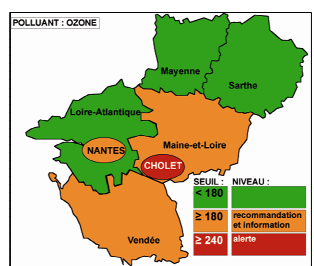 POLLUANT : OZONE
Mayenne
Sarthe
Loire-Atlantique
NANTES
Maine-et-Loire
CHOLET
Vendée
SEUIL : NIVEAU :
< 180
≥ 180 recommandation
et information
≥ 240 alerte